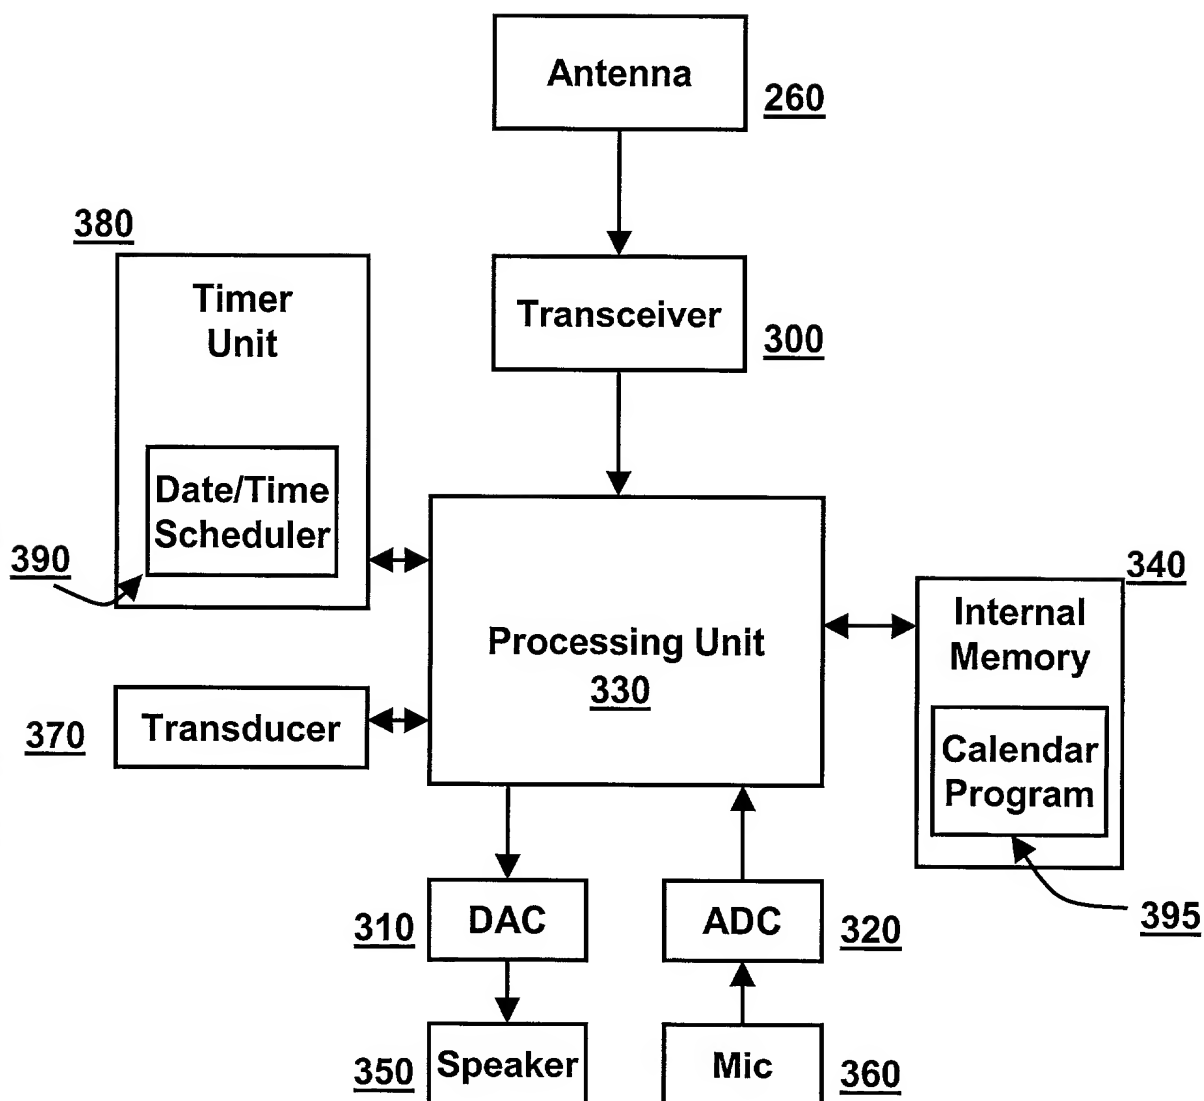 Antenna
260
380
Timer
Unit
Transceiver
300
Date/Time
Scheduler
390
Processing Unit
330
340
Internal
Memory
Calendar
Program
395
370
Transducer
310
DAC
ADC
320
350
Speaker
Mic
360